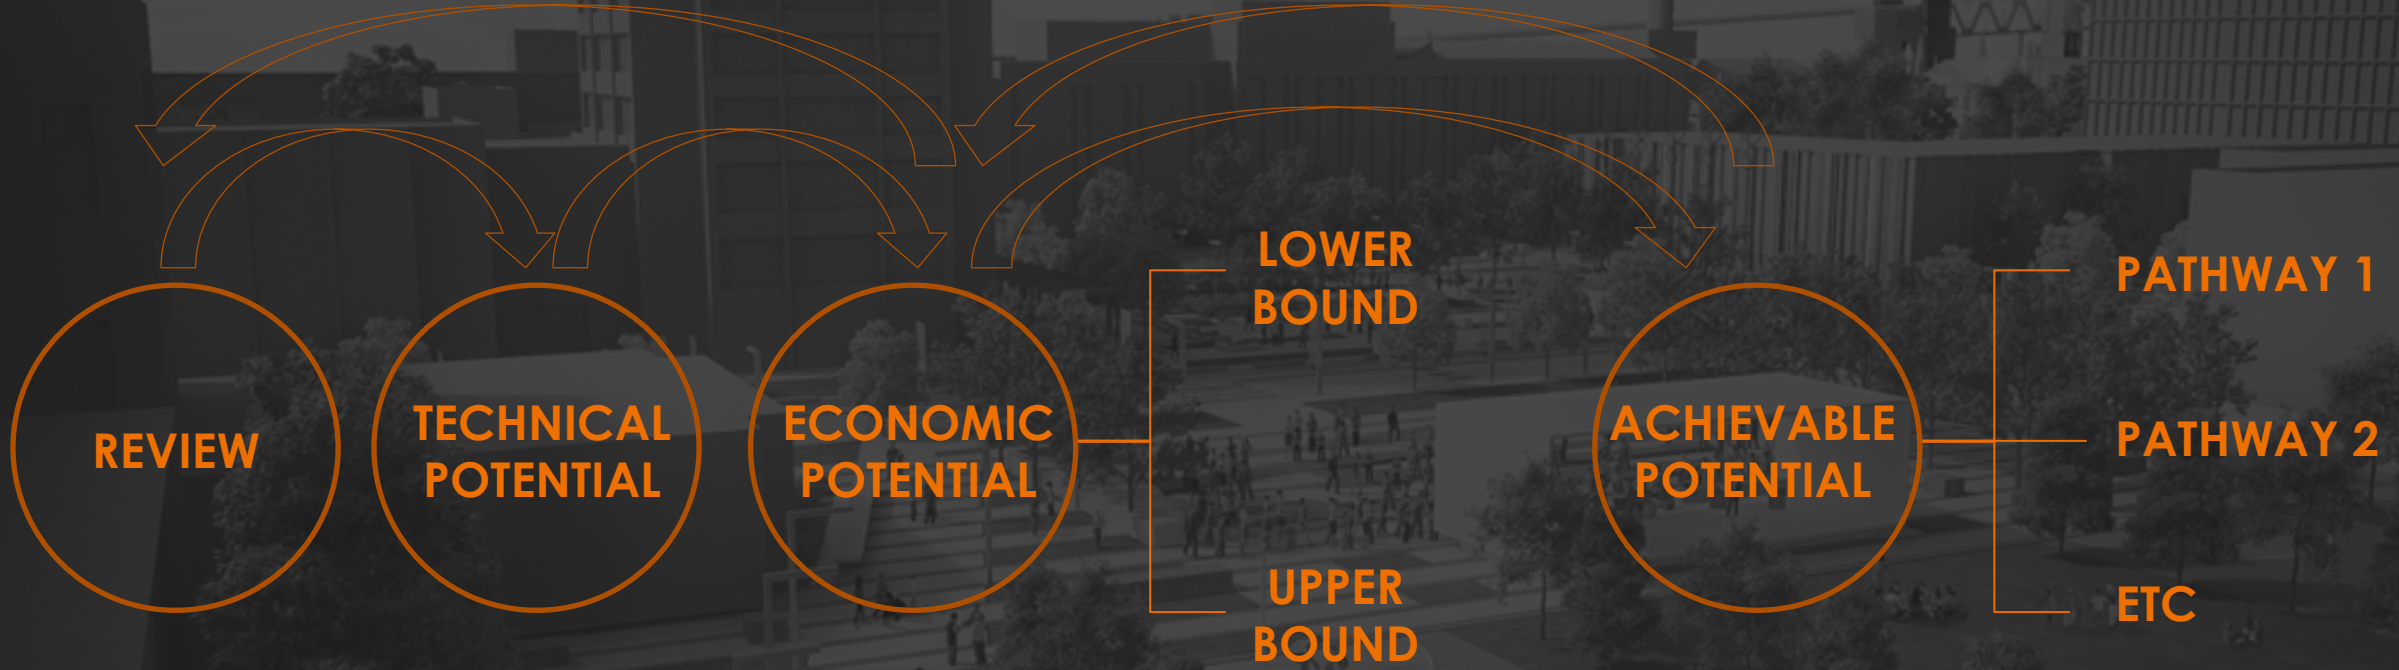 REVIEW
TECHNICAL
POTENTIAL
ECONOMIC
POTENTIAL
LOWER
BOUND
UPPER
BOUND
ACHIEVABLE
POTENTIAL
PATHWAY 1
PATHWAY 2
ETC